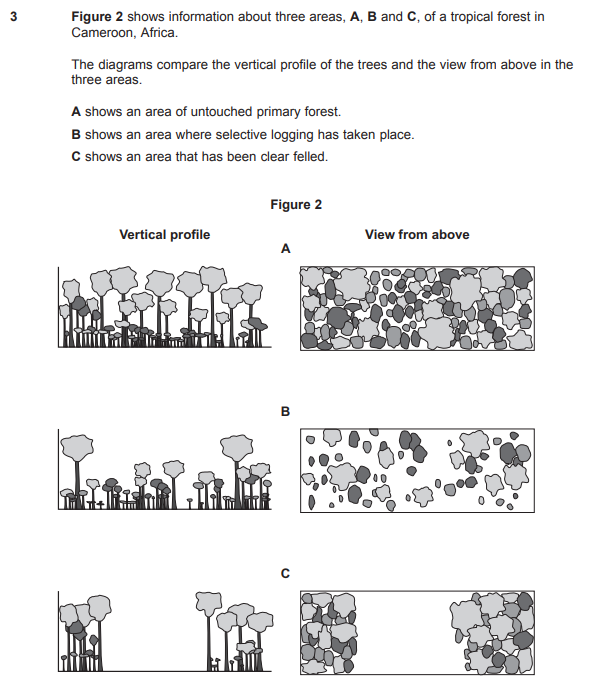 3
Figure 2 shows information about three areas, A, B and C, of a tropical forest in
Cameroon, Africa.
The diagrams compare the vertical profile of the trees and the view from above in the
three areas.
A shows an area of untouched primary forest.
B shows an area where selective logging has taken place.
C shows an area that has been clear felled.
Figure 2
Vertical profile
View from above
A
B
C